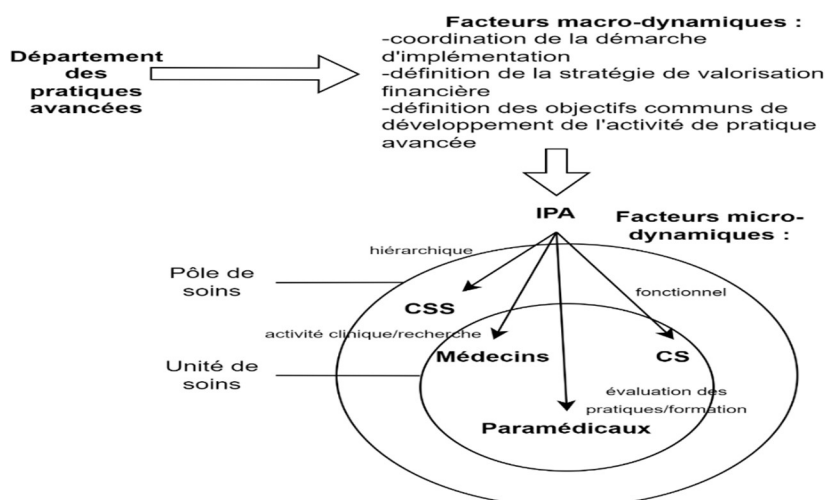 Département
des
pratiques
avancées
Facteurs macro-dynamiques :
-coordination de la démarche
d'implémentation
-définition de la stratégie de valorisation
financière
-définition des objectifs communs de
développement de l'activité de pratique
avancée
IPA
Facteurs micro-
dynamiques :
hiérarchique
Pôle de
soins
fonctionnel
CSS
activité clinique/recherche
Médecins
CS
Unité de
soins
évaluation des
pratiques/formation
Paramédicaux